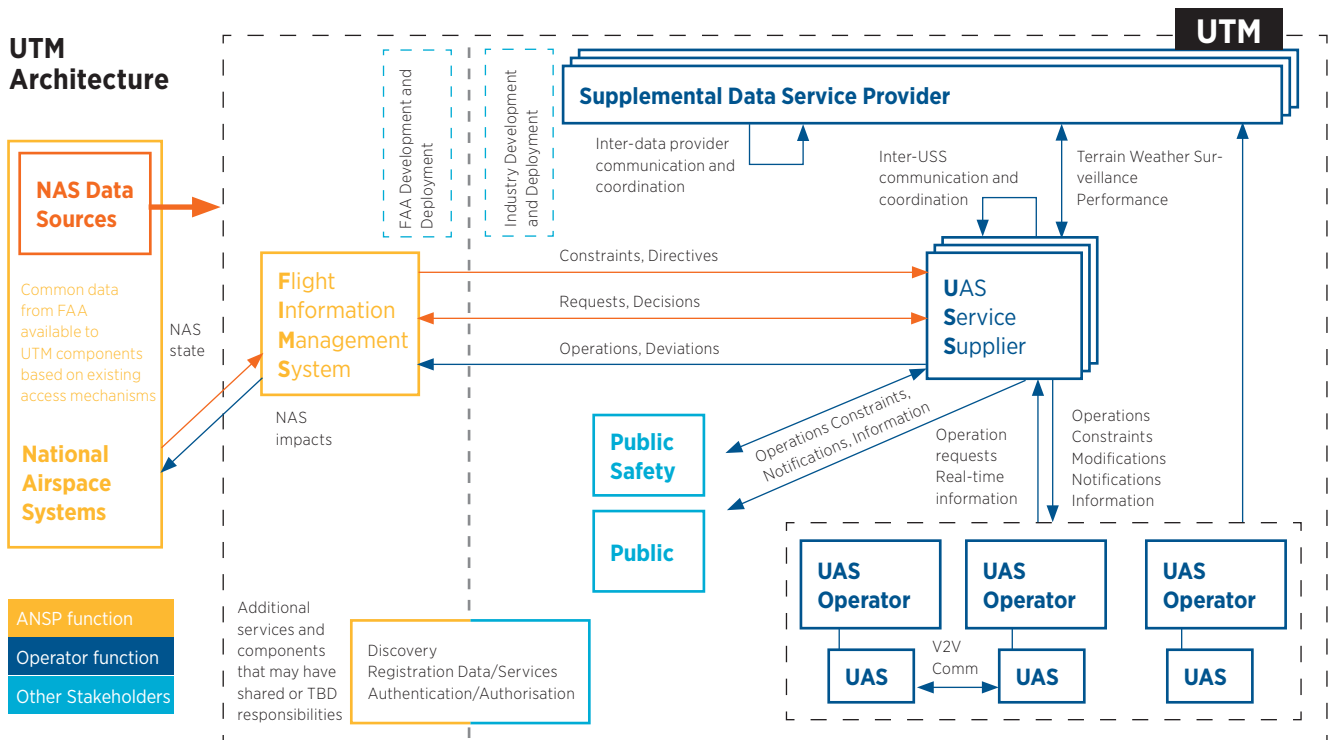 UTM
Architecture
UTM
FAA Development and
Deployment
Industry Development
and Deployment
Supplemental Data Service Provider
Inter-data provider
communication and
coordination
Inter-USS
communication and
coordination
Terrain Weather Sur-
veillance
Performance
NAS Data
Sources
Common data
from FAA
available to
UTM components
based on existing
access mechanisms
National
Airspace
Systems
NAS
state
NAS
impacts
Flight
Information
Management
System
Constraints, Directives
Requests, Decisions
Operations, Deviations
UAS
Service
Supplier
Operations Constraints,
Notifications, Information
Public
Safety
Public
Operation
requests
Real-time
information
Operations
Constraints
Modifications
Notifications
Information
UAS
Operator
UAS
Operator
UAS
Operator
UAS
V2V
Comm
UAS
UAS
ANSP function
Operator function
Other Stakeholders
Additional
services and
components
that may have
shared or TBD
responsibilities
Discovery
Registration Data/Services
Authentication/Authorisation